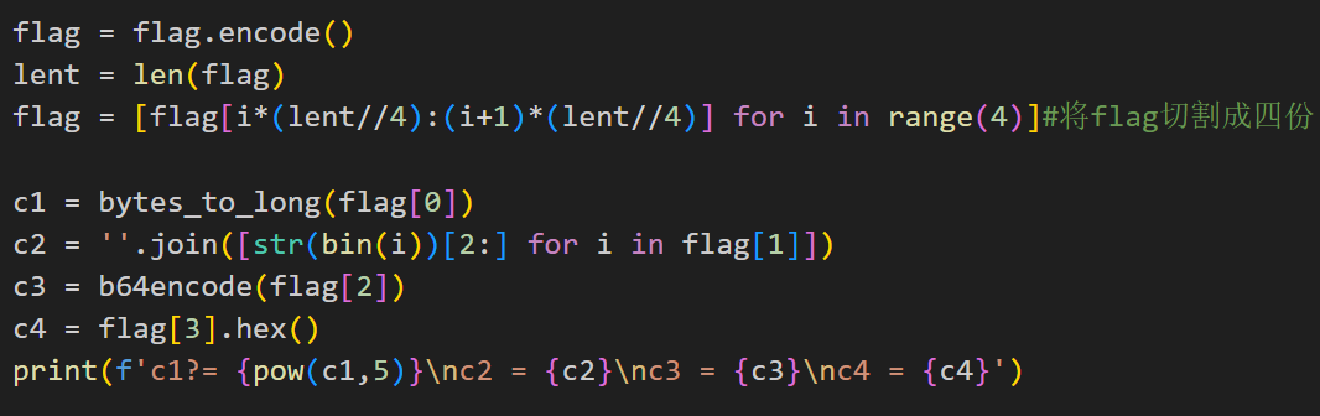 flag = flag.encode()
lent = len(flag)
flag = [flag[i*(lent//4):(i+1)*(lent//4)] for i in range(4)]#将flag切割成四份
c1 = bytes_to_long(flag[0])
c2 = ''.join([str(bin(i))[2:] for i in flag[1]])
c3 = b64encode(flag[2])
c4 = flag[3].hex()
print(f'c1?= {pow(c1,5)}\nc2 = {c2}\nc3 = {c3}\nc4 = {c4}')